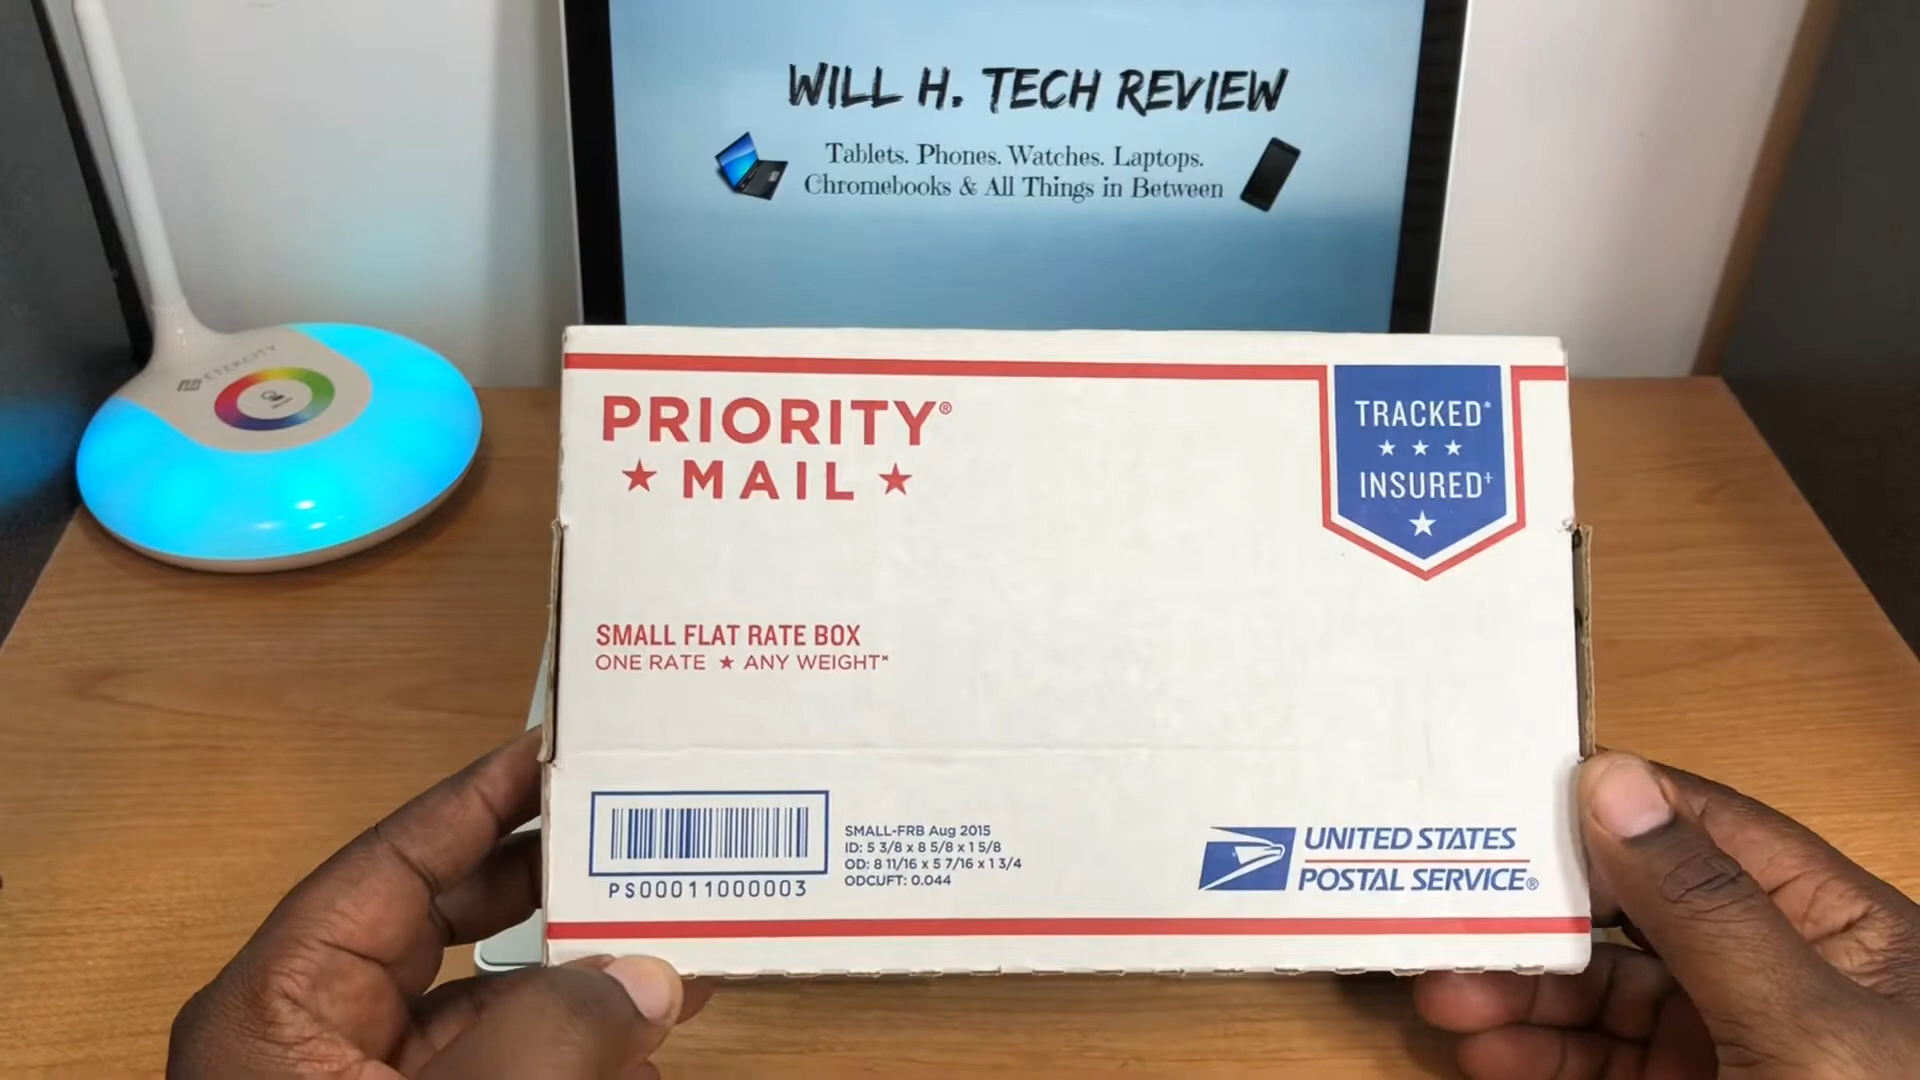 WILL H. TECH REVIEW
Tablets. Phones. Watches. Laptops.
Chromebooks & All Things in Between
ETEKCITY
PRIORITY®
★ MAIL ★
TRACKED*
★ ★ ★
INSURED†
★
SMALL FLAT RATE BOX
ONE RATE ★ ANY WEIGHT*
PS00011000003
SMALL-FRB Aug 2015
ID: 5 3/8 x 8 5/8 x 1 5/8
OD: 8 11/16 x 5 7/16 x 1 3/4
ODCUFT: 0.044
UNITED STATES
POSTAL SERVICE®